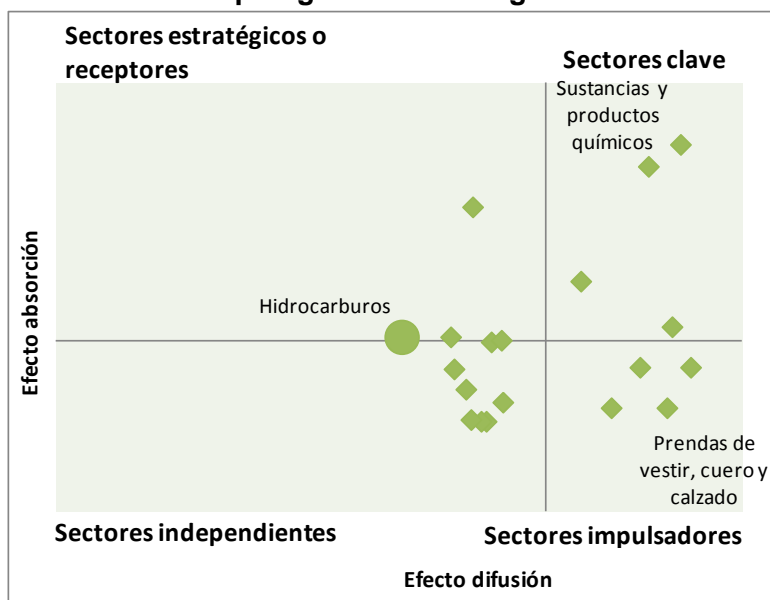 Sectores estratégicos o
receptores
Sectores clave
Sustancias y
productos
químicos
Hidrocarburos
Efecto absorción
Prendas de
vestir, cuero y
calzado
Sectores independientes
Sectores impulsadores
Efecto difusión